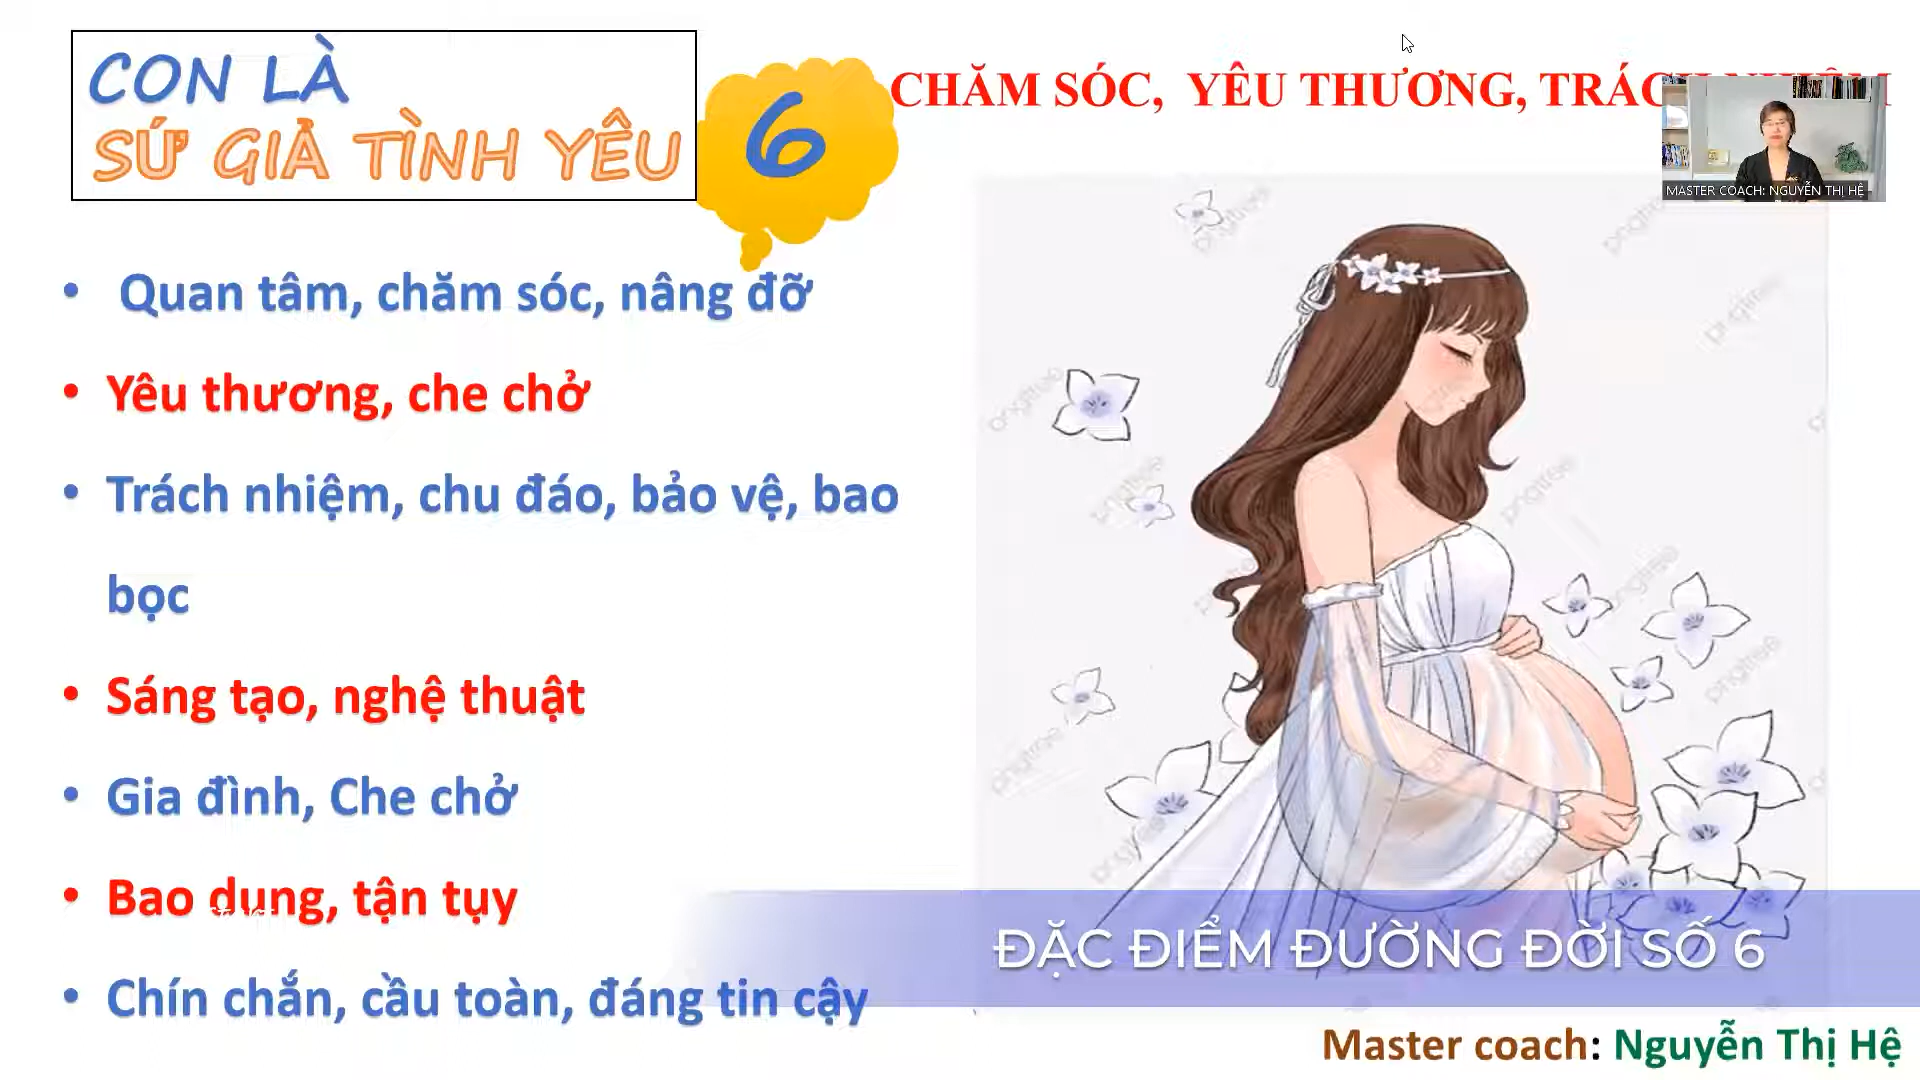 CON LÀ
SỨ GIẢ TÌNH YÊU
6
CHĂM SÓC, YÊU THƯƠNG,
MASTER COACH: NGUYỄN THỊ HỆ
• Quan tâm, chăm sóc, nâng đỡ
• Yêu thương, che chở
• Trách nhiệm, chu đáo, bảo vệ, bao
bọc
• Sáng tạo, nghệ thuật
• Gia đình, Che chở
• Bao dung, tận tụy
• Chín chắn, cầu toàn, đáng tin cậy
pngtree
ĐẶC ĐIỂM ĐƯỜNG ĐỜI SỐ 6
Master coach: Nguyễn Thị Hệ